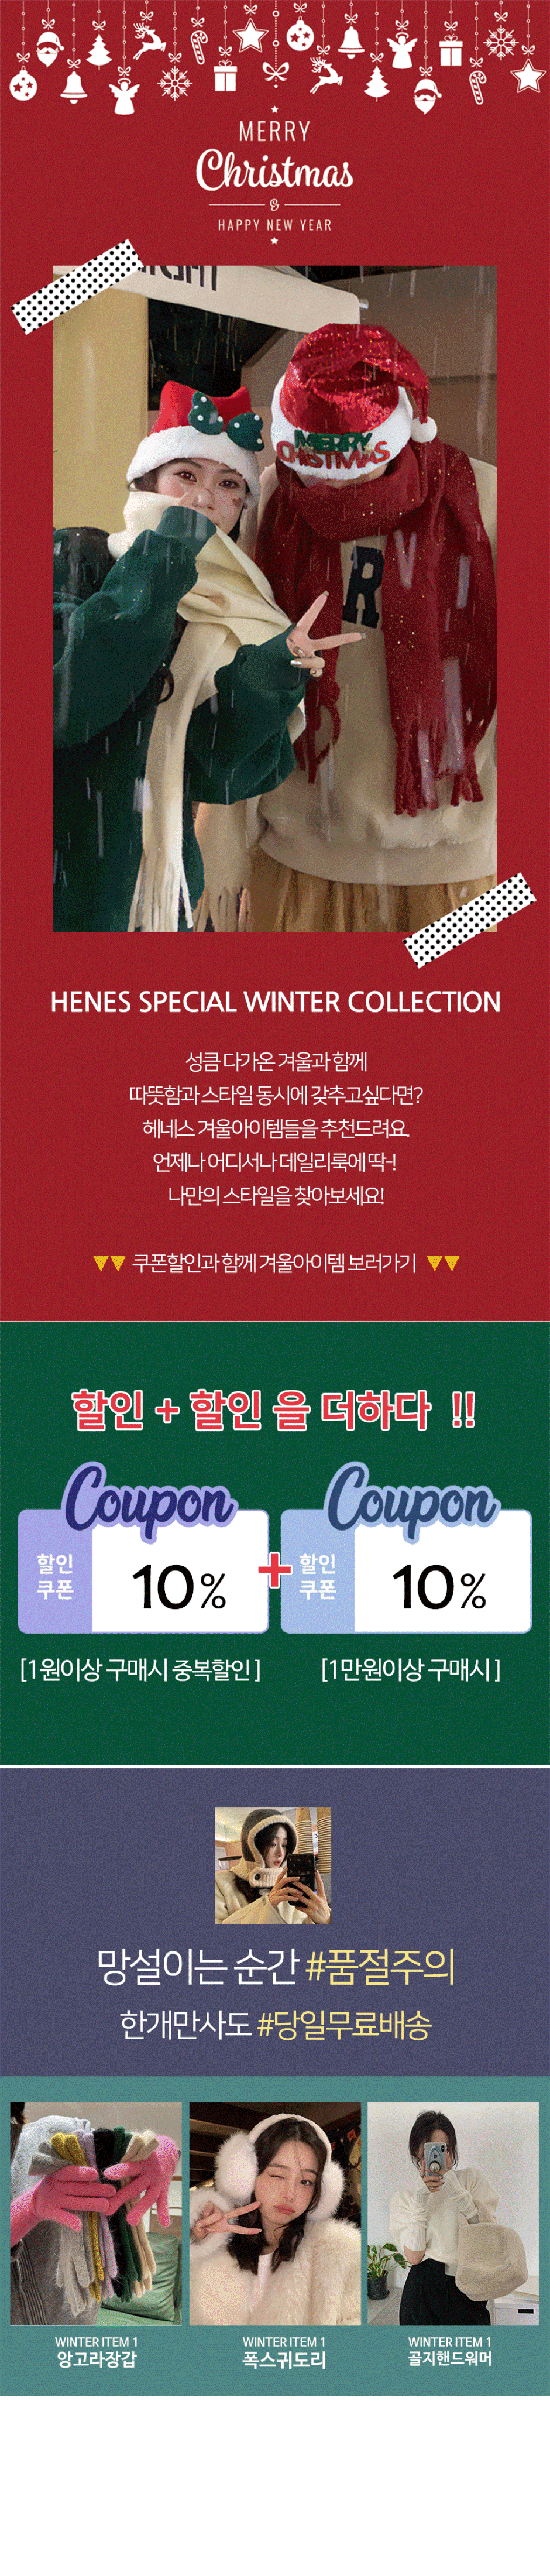 MERRY
Christmas
&
HAPPY NEW YEAR
MERRY
CHRISTMAS
R
HENES SPECIAL WINTER COLLECTION
성큼 다가온 겨울과 함께
따뜻함과 스타일 동시에 갖추고싶다면?
헤네스 겨울아이템들을 추천드려요.
언제나 어디서나 데일리룩에 딱-!
나만의 스타일을 찾아보세요!
▼▼ 쿠폰할인과 함께 겨울아이템 보러가기 ▼▼
할인 + 할인 을 더하다 !!
Coupon Coupon
할인 쿠폰 10% + 할인 쿠폰 10%
[1원이상 구매시 중복할인 ] [1만원이상 구매시 ]
망설이는 순간 #품절주의
한개만사도 #당일무료배송
WINTER ITEM 1 WINTER ITEM 1 WINTER ITEM 1
앙고라장갑 폭스귀도리 골지핸드워머